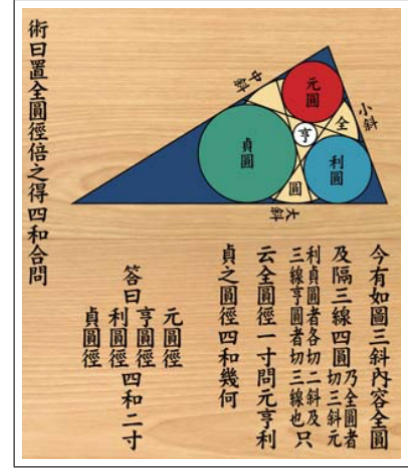 中斜
小斜
元圓
全
亨
貞圓
利圓
圓
大斜
今有如圖三斜内容全圓
及隔三線四圓
乃全圓者
切三斜元
利貞圓者各切二斜及
三線亨圓者切三線也
只
云全圓徑一寸問元亨利
貞之圓徑四和幾何
答曰
元圓徑
亨圓徑
利圓徑
貞圓徑
四和二寸
術曰置全圓徑倍之得四和合問